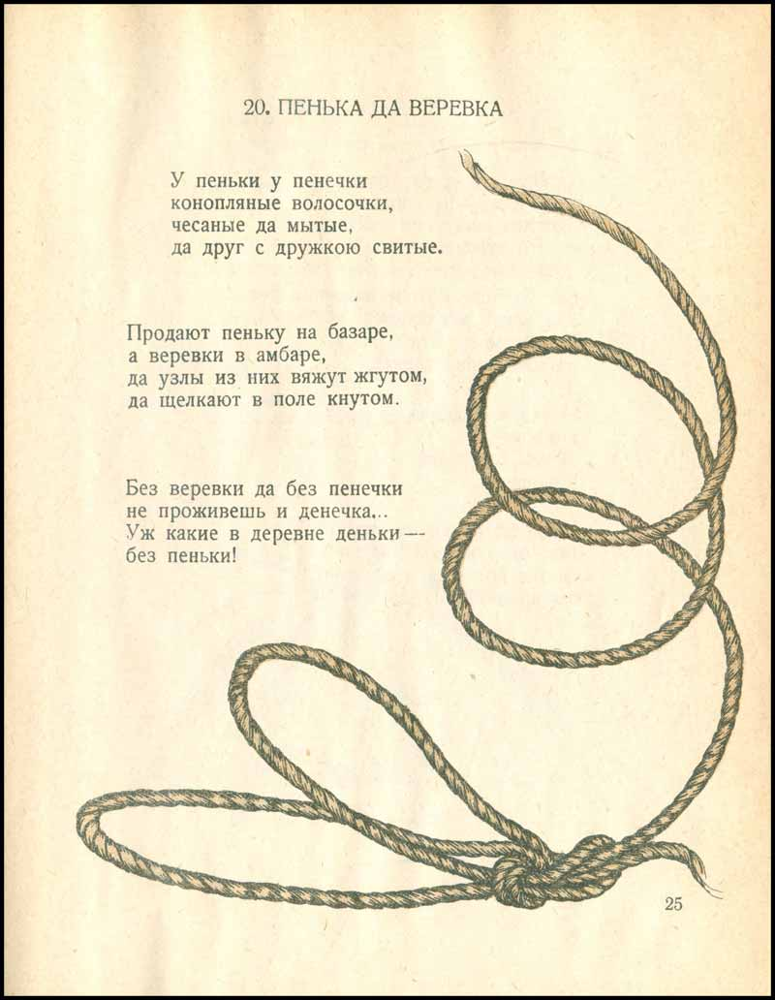 20. ПЕНЬКА ДА ВЕРЕВКА
У пеньки у пенечки
конопляные волосочки,
чесаные да мытые,
да друг с дружкою свитые.
Продают пеньку на базаре,
а веревки в амбаре,
да узлы из них вяжут жгутом,
да щелкают в поле кнутом.
Без веревки да без пенечки
не проживешь и денечка...
Уж какие в деревне деньки —
без пеньки!
25